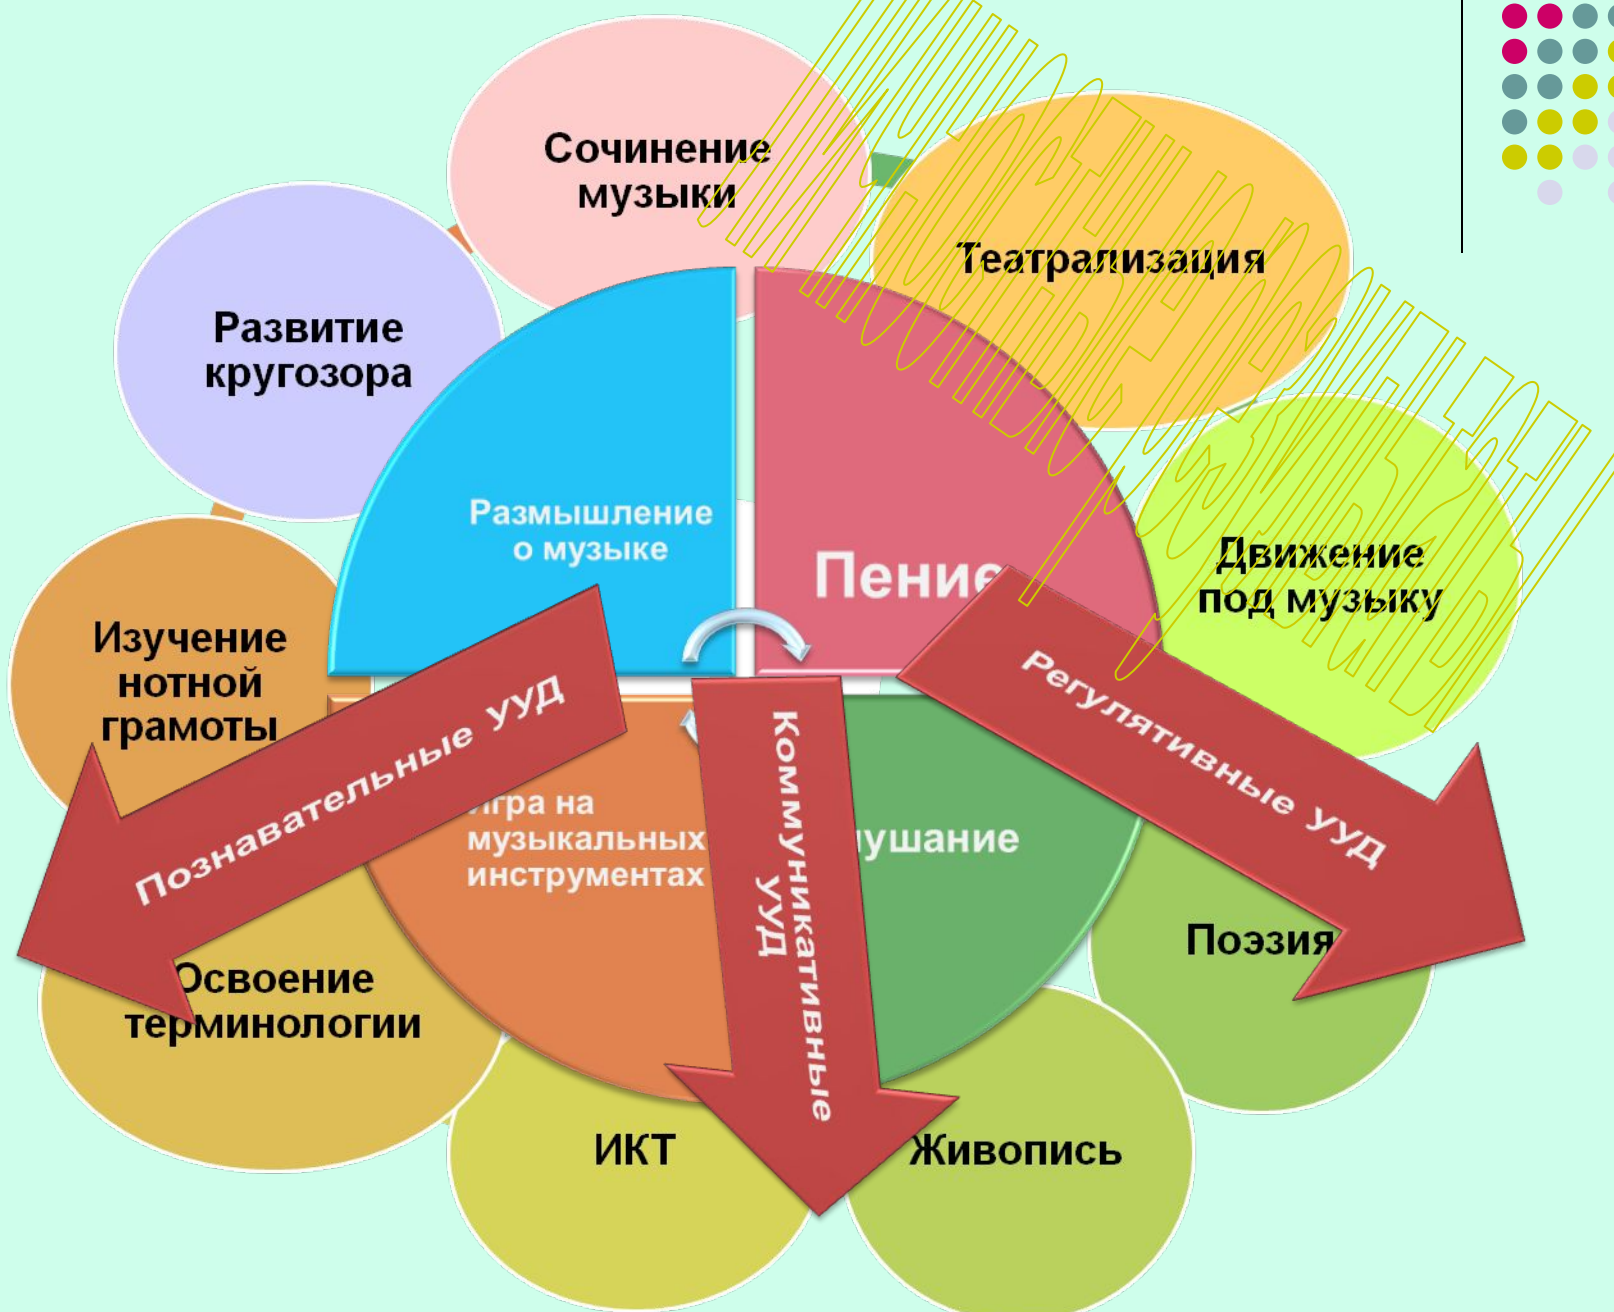 Сочинение
музыки
Театрализация
Развитие
кругозора
Размышление
о музыке
Пение
Движение
под музыку
Изучение
нотной
грамоты
Познавательные УУД
Коммуникативные
УУД
Регулятивные УУД
Игра на
музыкальных
инструментах
ушание
Поэзия
Освоение
терминологии
ИКТ
Живопись